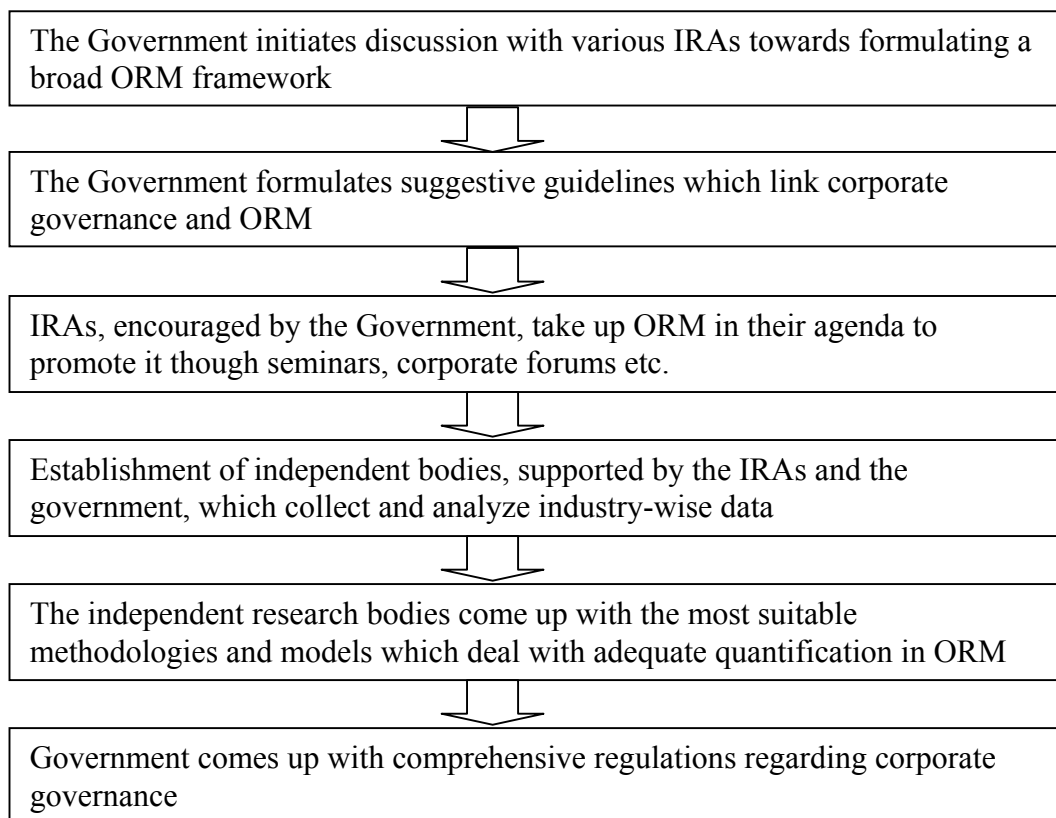 The Government initiates discussion with various IRAs towards formulating a
broad ORM framework
The Government formulates suggestive guidelines which link corporate
governance and ORM
IRAs, encouraged by the Government, take up ORM in their agenda to
promote it though seminars, corporate forums etc.
Establishment of independent bodies, supported by the IRAs and the
government, which collect and analyze industry-wise data
The independent research bodies come up with the most suitable
methodologies and models which deal with adequate quantification in ORM
Government comes up with comprehensive regulations regarding corporate
governance